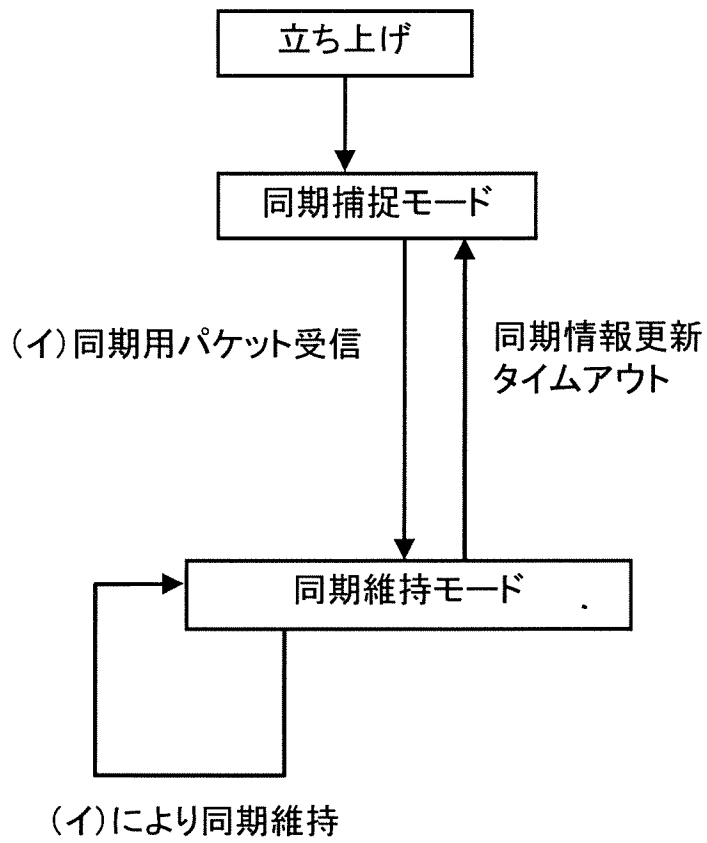 立ち上げ
同期捕捉モード
(イ)同期用パケット受信
同期情報更新
タイムアウト
同期維持モード
(イ)により同期維持